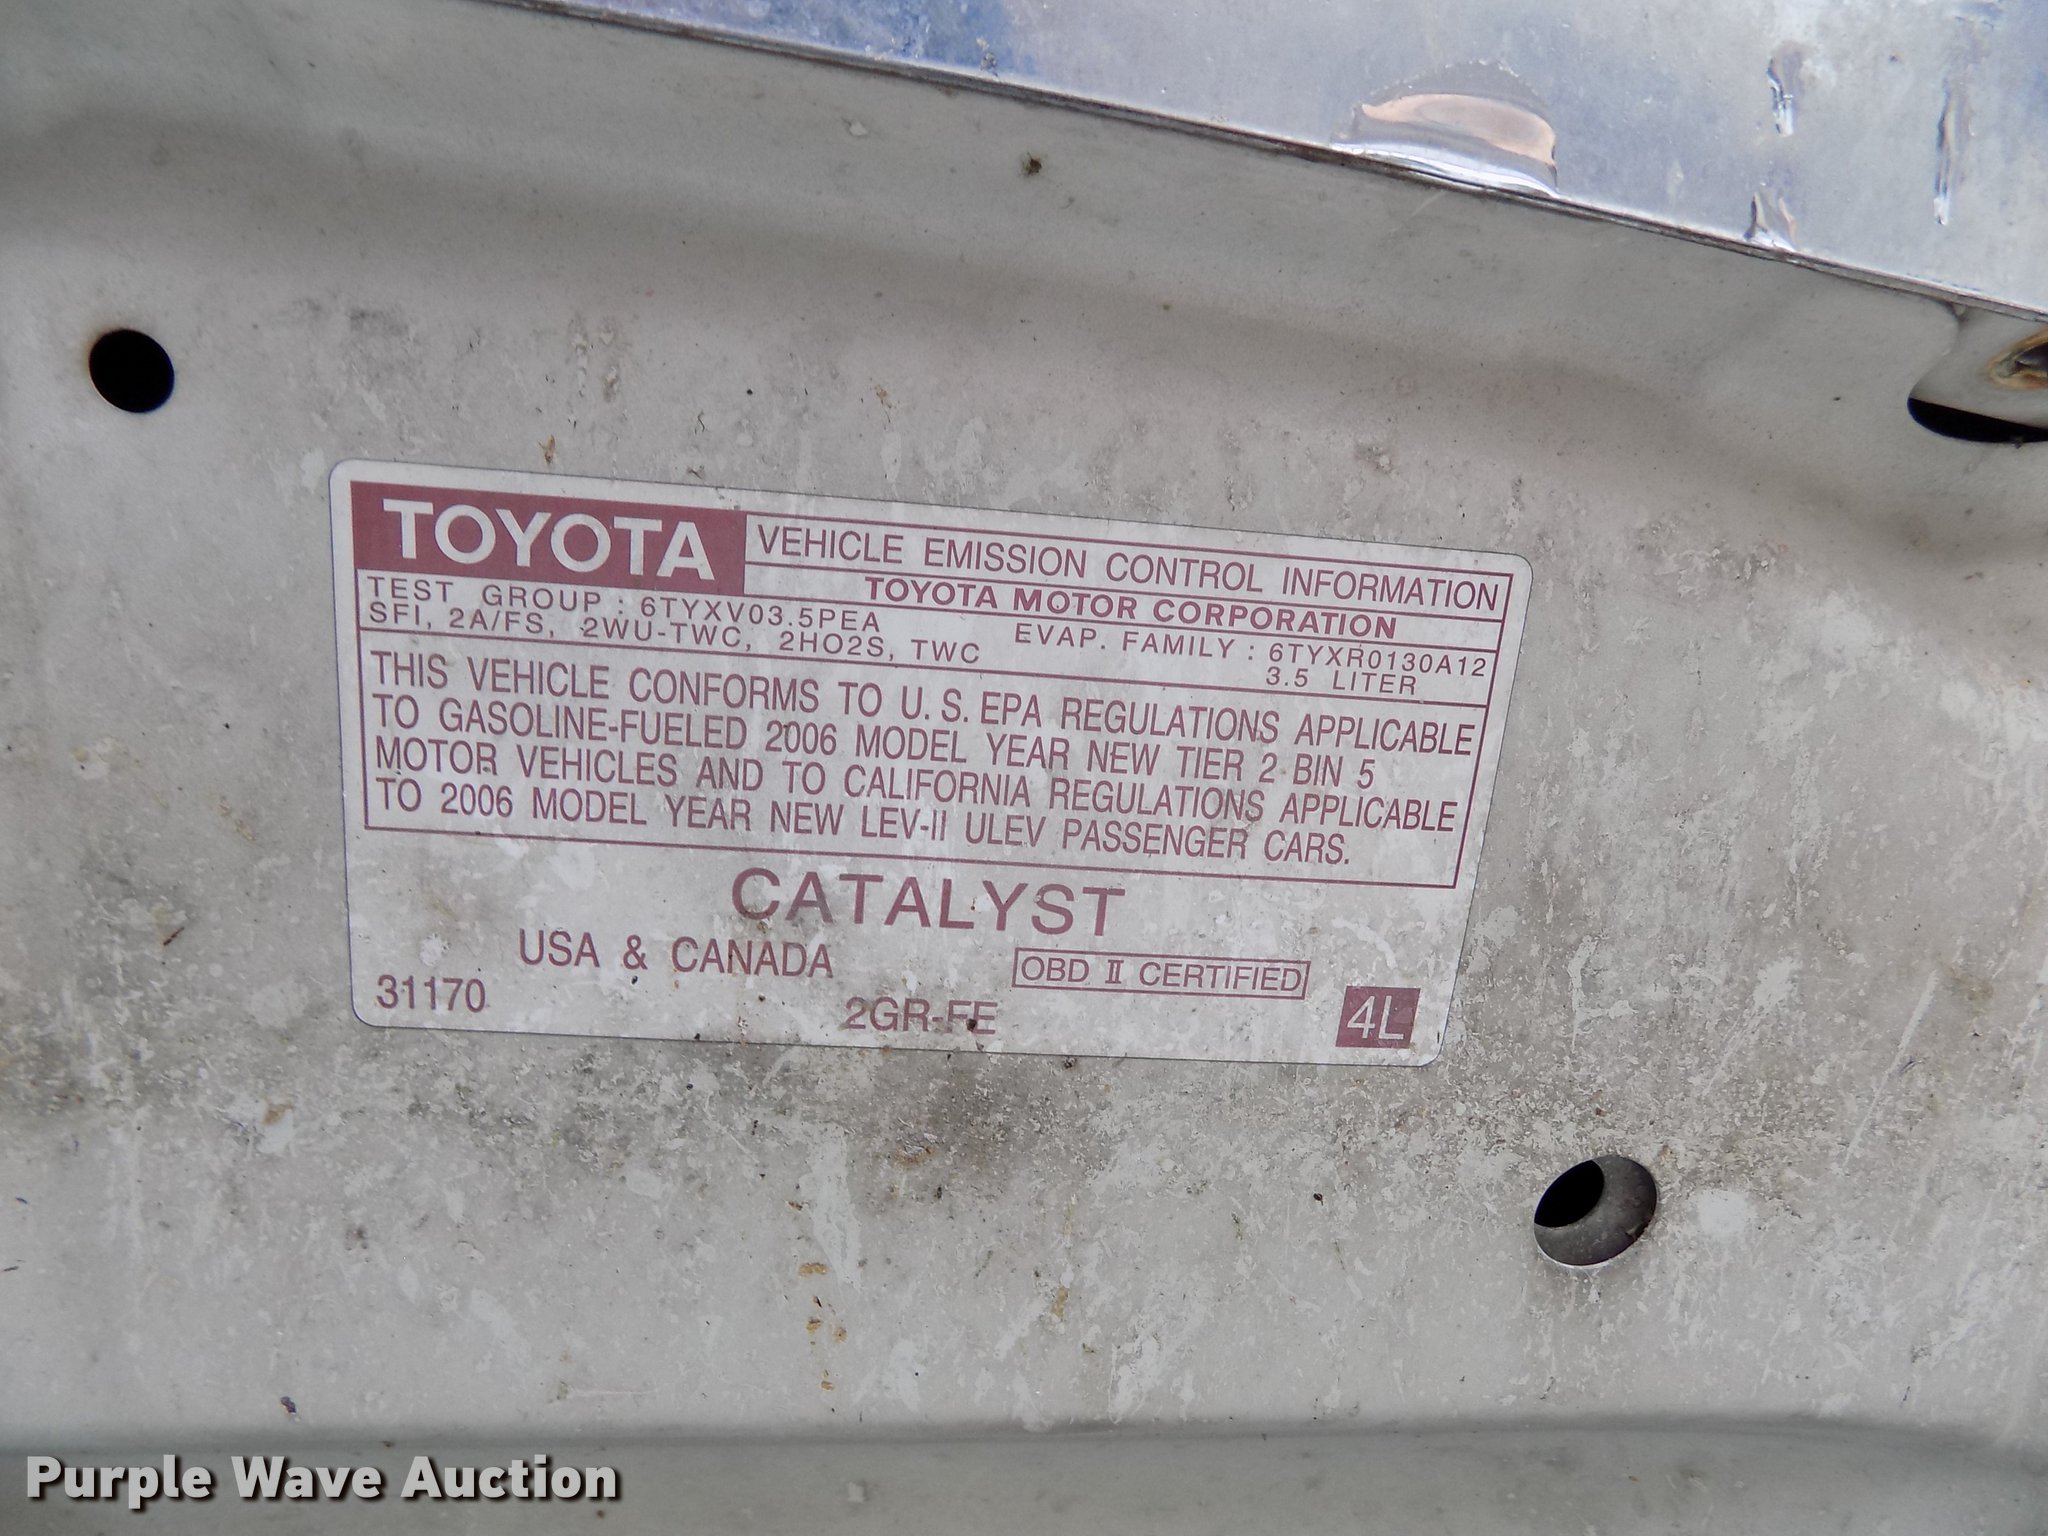 TOYOTA
VEHICLE EMISSION CONTROL INFORMATION
TOYOTA MOTOR CORPORATION
TEST GROUP : 6TYXV03.5PEA
EVAP. FAMILY : 6TYXR0130A12
SFI, 2A/FS, 2WU-TWC, 2HO2S, TWC
3.5 LITER
THIS VEHICLE CONFORMS TO U.S. EPA REGULATIONS APPLICABLE
TO GASOLINE-FUELED 2006 MODEL YEAR NEW TIER 2 BIN 5
MOTOR VEHICLES AND TO CALIFORNIA REGULATIONS APPLICABLE
TO 2006 MODEL YEAR NEW LEV-II ULEV PASSENGER CARS.
CATALYST
USA & CANADA
OBD II CERTIFIED
31170
2GR-FE
4L
Purple Wave Auction